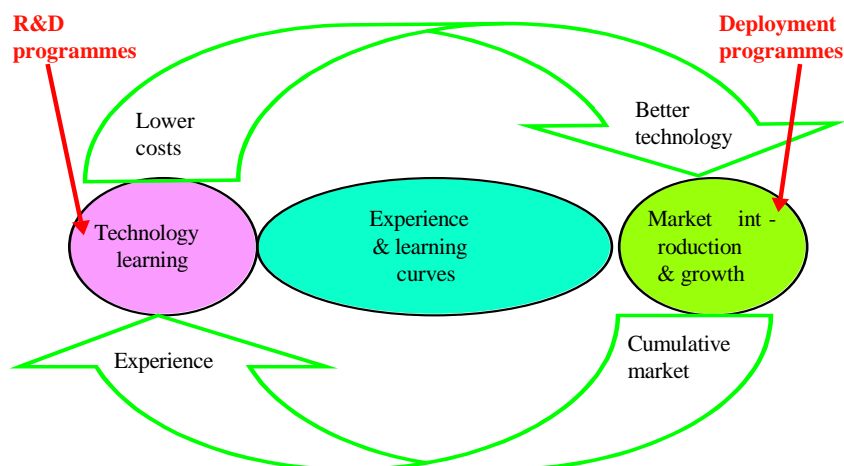 R&D
programmes
Deployment
programmes
Lower
costs
Better
technology
Technology
learning
Experience
& learning
curves
Market int -
roduction
& growth
Experience
Cumulative
market